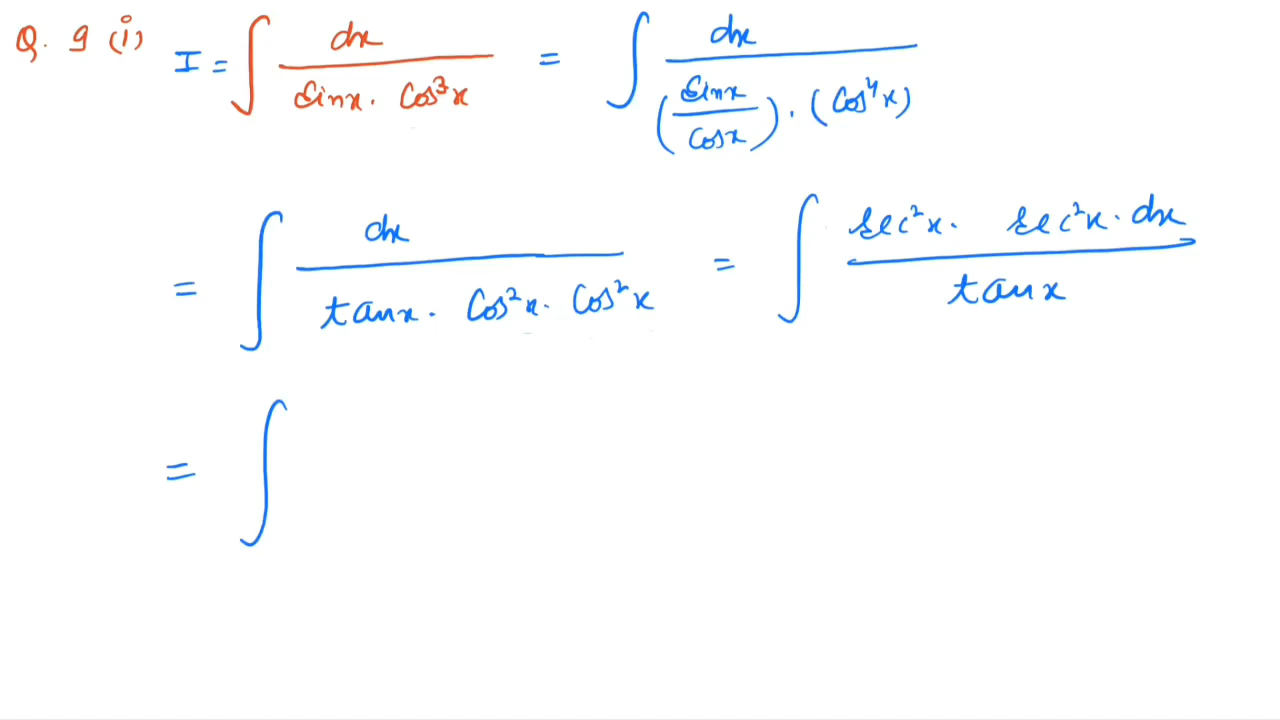 Q. 9 (i) I = ∫ dx / (sinx . cos³x) = ∫ dx / ((sinx / cosx) . (cos⁴x))
= ∫ dx / (tanx . cos²x . cos²x) = ∫ (sec²x . sec²x . dx) / tanx
= ∫